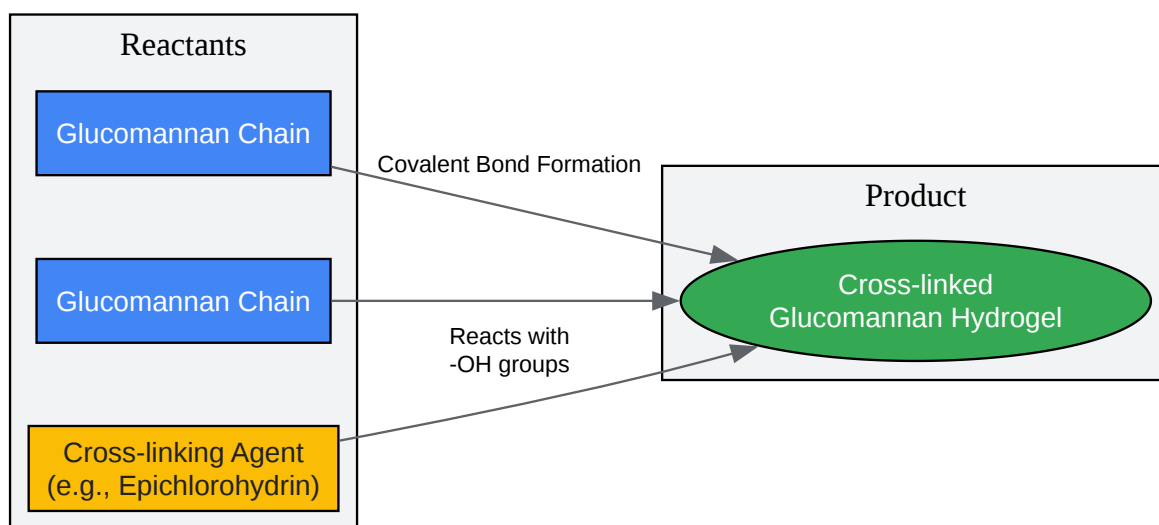 Reactants
Glucomannan Chain
Covalent Bond Formation
Product
Glucomannan Chain
Cross-linked
Glucomannan Hydrogel
Reacts with
-OH groups
Cross-linking Agent
(e.g., Epichlorohydrin)